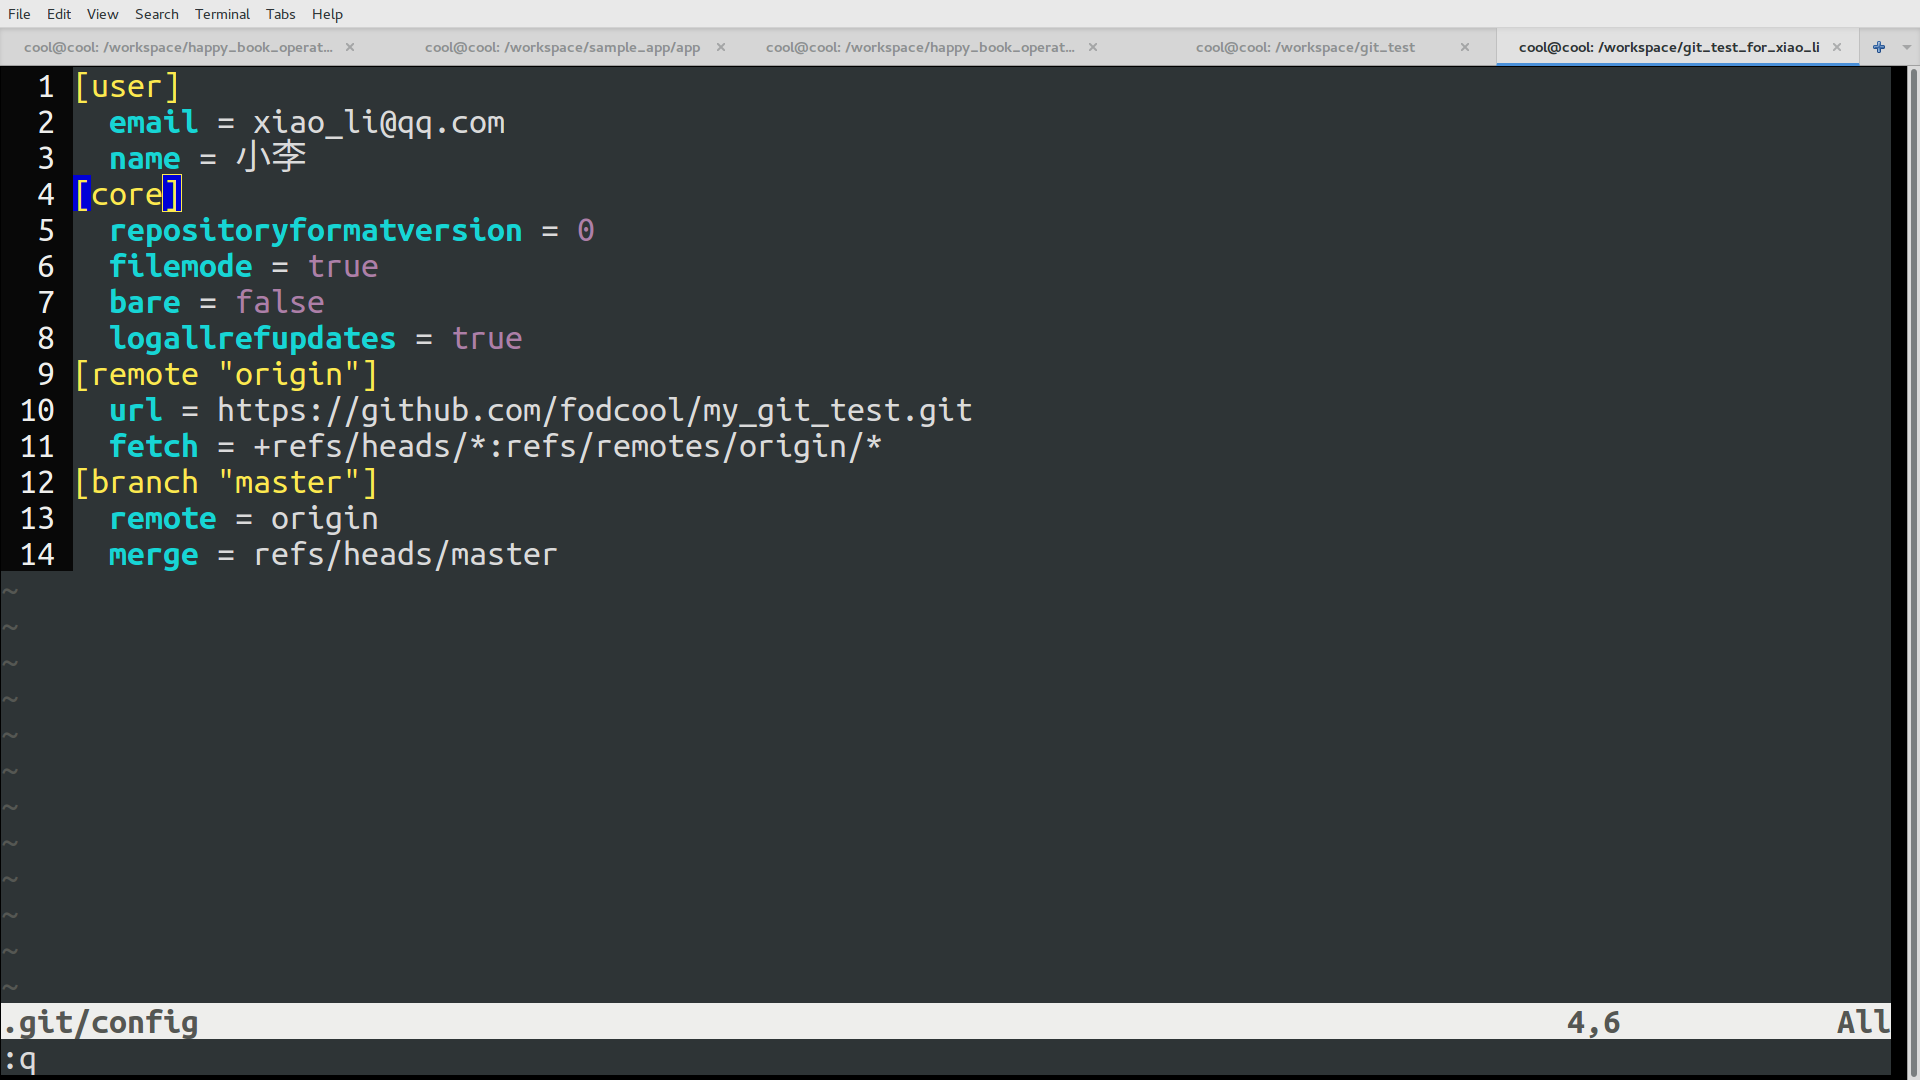 File Edit View Search Terminal Tabs Help
cool@cool: /workspace/happy_book_operat... × cool@cool: /workspace/sample_app/app × cool@cool: /workspace/happy_book_operat... × cool@cool: /workspace/git_test × cool@cool: /workspace/git_test_for_xiao_li ×
1 [user]
2   email = xiao_li@qq.com
3   name = 小李
4 [core]
5   repositoryformatversion = 0
6   filemode = true
7   bare = false
8   logallrefupdates = true
9 [remote "origin"]
10   url = https://github.com/fodcool/my_git_test.git
11   fetch = +refs/heads/*:refs/remotes/origin/*
12 [branch "master"]
13   remote = origin
14   merge = refs/heads/master
~
~
~
~
~
~
~
~
~
~
~
~
.git/config 4,6 All
:q